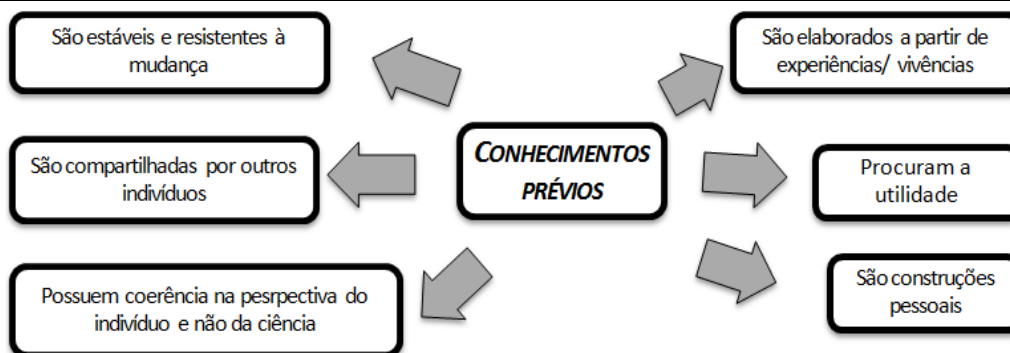 São estáveis e resistentes à
mudança
São elaborados a partir de
experiências/ vivências
CONHECIMENTOS
PRÉVIOS
São compartilhadas por outros
indivíduos
Procuram a
utilidade
Possuem coerência na pesrpectiva do
indivíduo e não da ciência
São construções
pessoais